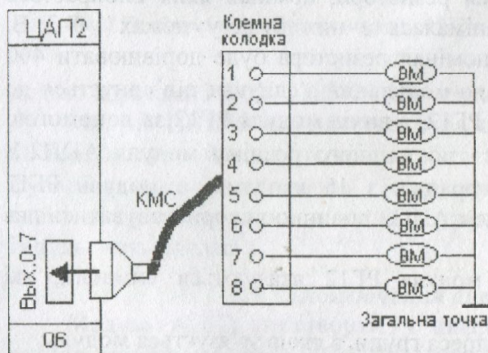 ЦАП2
Клемна
колодка
1 ВМ
2 ВМ
3 ВМ
4 ВМ
5 ВМ
6 ВМ
7 ВМ
8 ВМ
КМС
Вых.0-7
Загальна точка
06